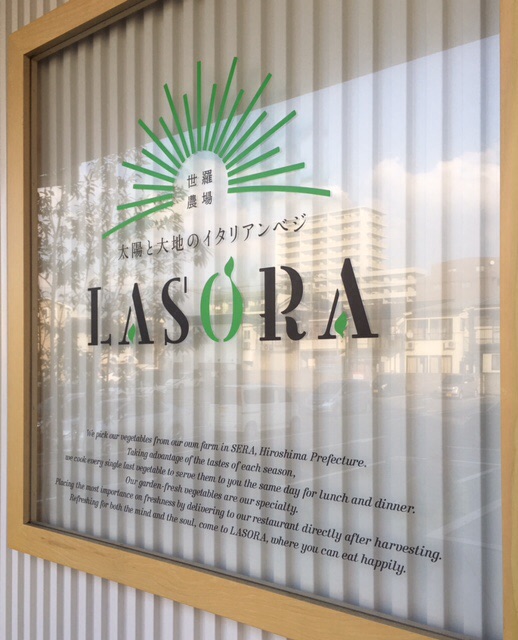 世羅
農場
太陽と大地のイタリアンベジ
LASORA
We pick our vegetables from our own farm in SERA, Hiroshima Prefecture.
Taking advantage of the tastes of each season,
we cook every single last vegetable to serve them to you the same day for lunch and dinner.
Our garden-fresh vegetables are our specialty.
Placing the most importance on freshness by delivering to our restaurant directly after harvesting.
Refreshing for both the mind and the soul, come to LASORA, where you can eat happily.